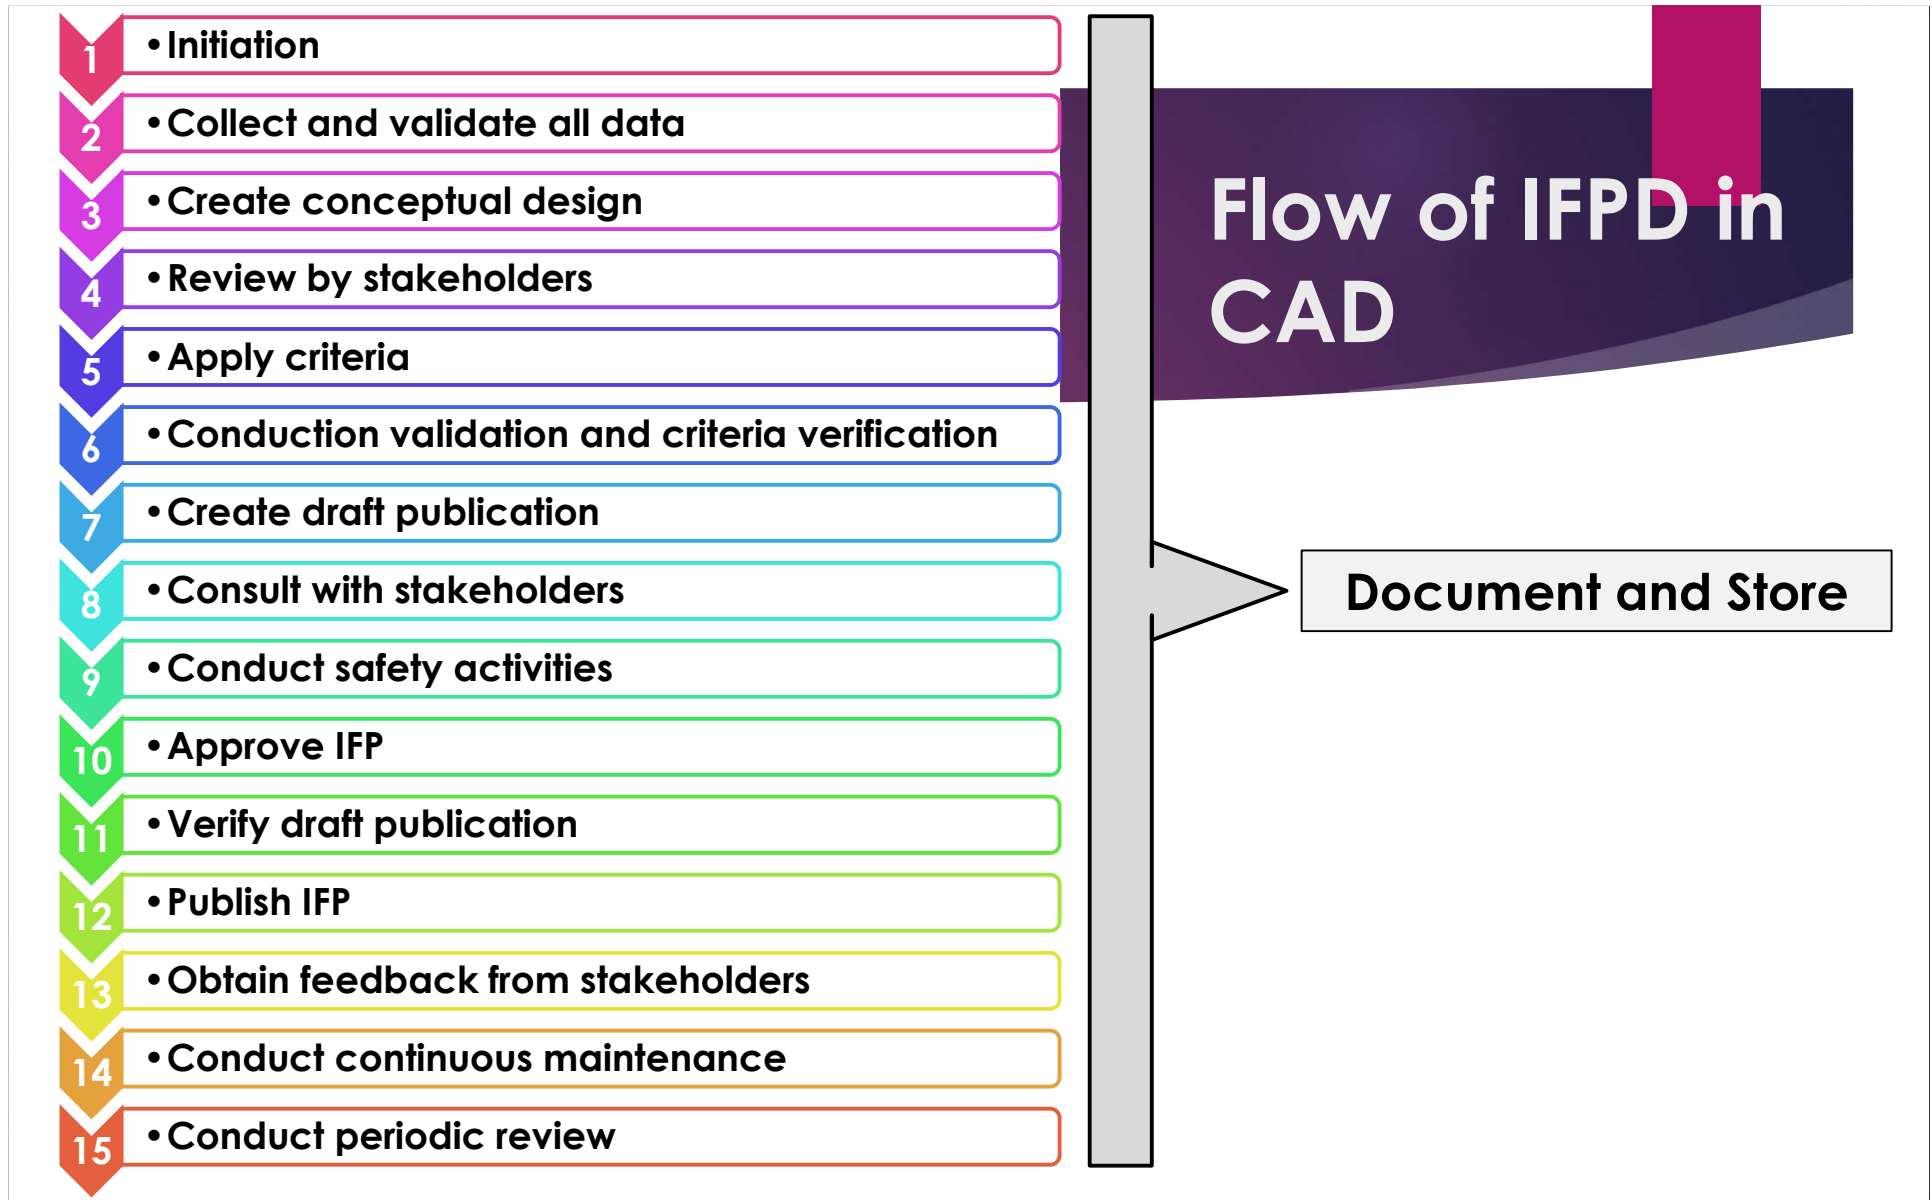 1
•Initiation
2
•Collect and validate all data
3
•Create conceptual design
4
•Review by stakeholders
5
•Apply criteria
6
•Conduction validation and criteria verification
7
•Create draft publication
8
•Consult with stakeholders
9
•Conduct safety activities
10
•Approve IFP
11
•Verify draft publication
12
•Publish IFP
13
•Obtain feedback from stakeholders
14
•Conduct continuous maintenance
15
•Conduct periodic review
Flow of IFPD in
CAD
Document and Store